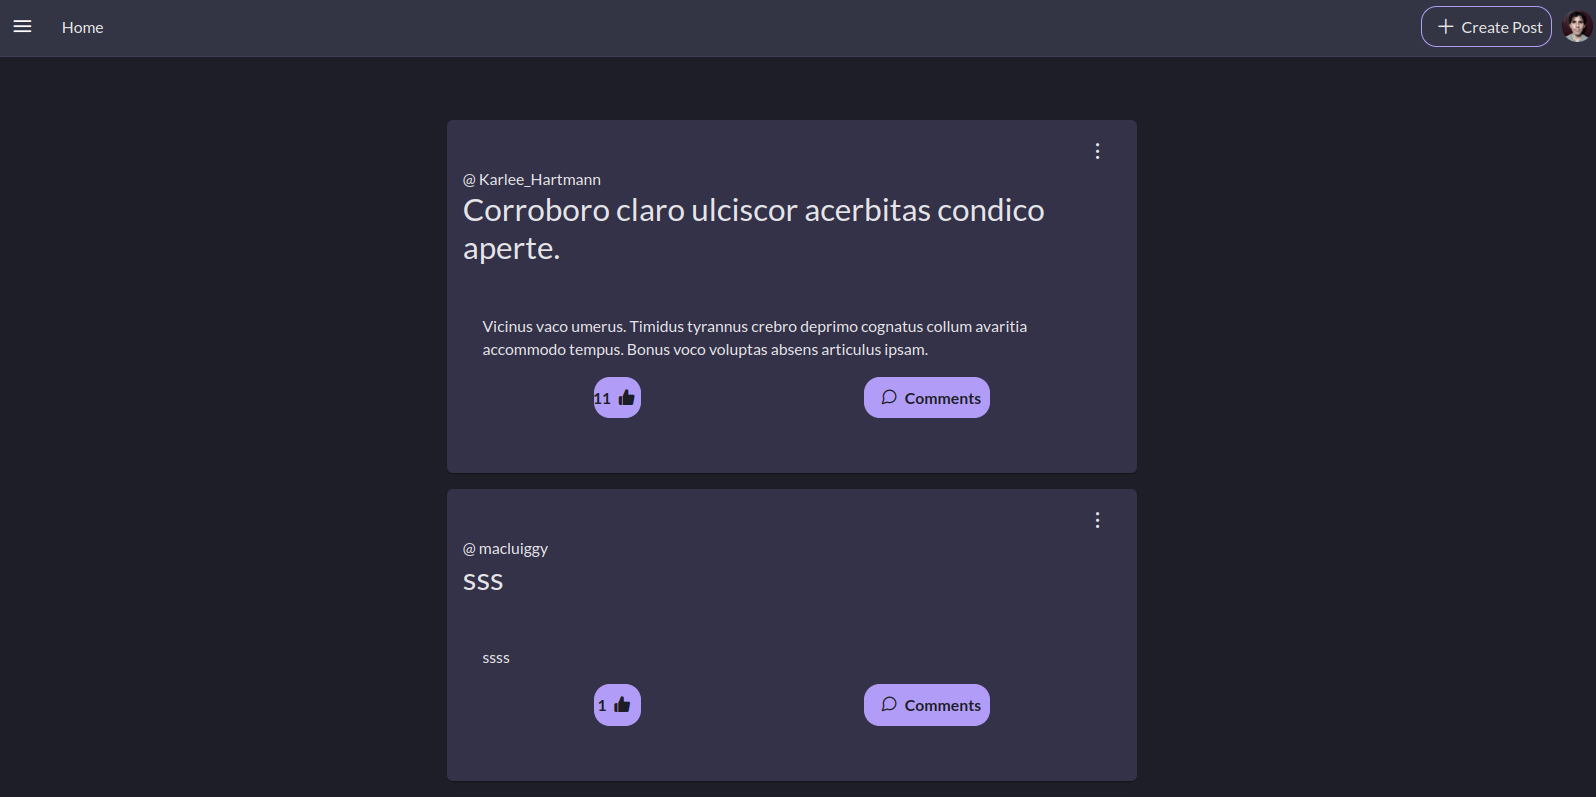 Home
Create Post
@ Karlee_Hartmann
Corroboro claro ulciscor acerbitas condico
aperte.
Vicinus vaco umerus. Timidus tyrannus crebro deprimo cognatus collum avaritia
accommodo tempus. Bonus voco voluptas absens articulus ipsam.
11
Comments
@ macluiggy
sss
ssss
1
Comments